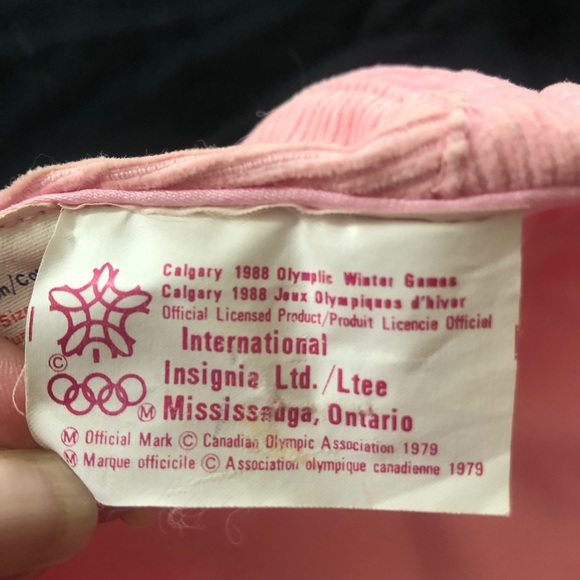 Calgary 1988 Olympic Winter Games
Calgary 1988 Jeux Olympiques d'hiver
Official Licensed Product/Produit Licencie Officiel
International
Insignia Ltd./Ltee
©
Ⓜ Mississauga, Ontario
Ⓜ Official Mark © Canadian Olympic Association 1979
Ⓜ Marque officicile © Association olympique canadienne 1979